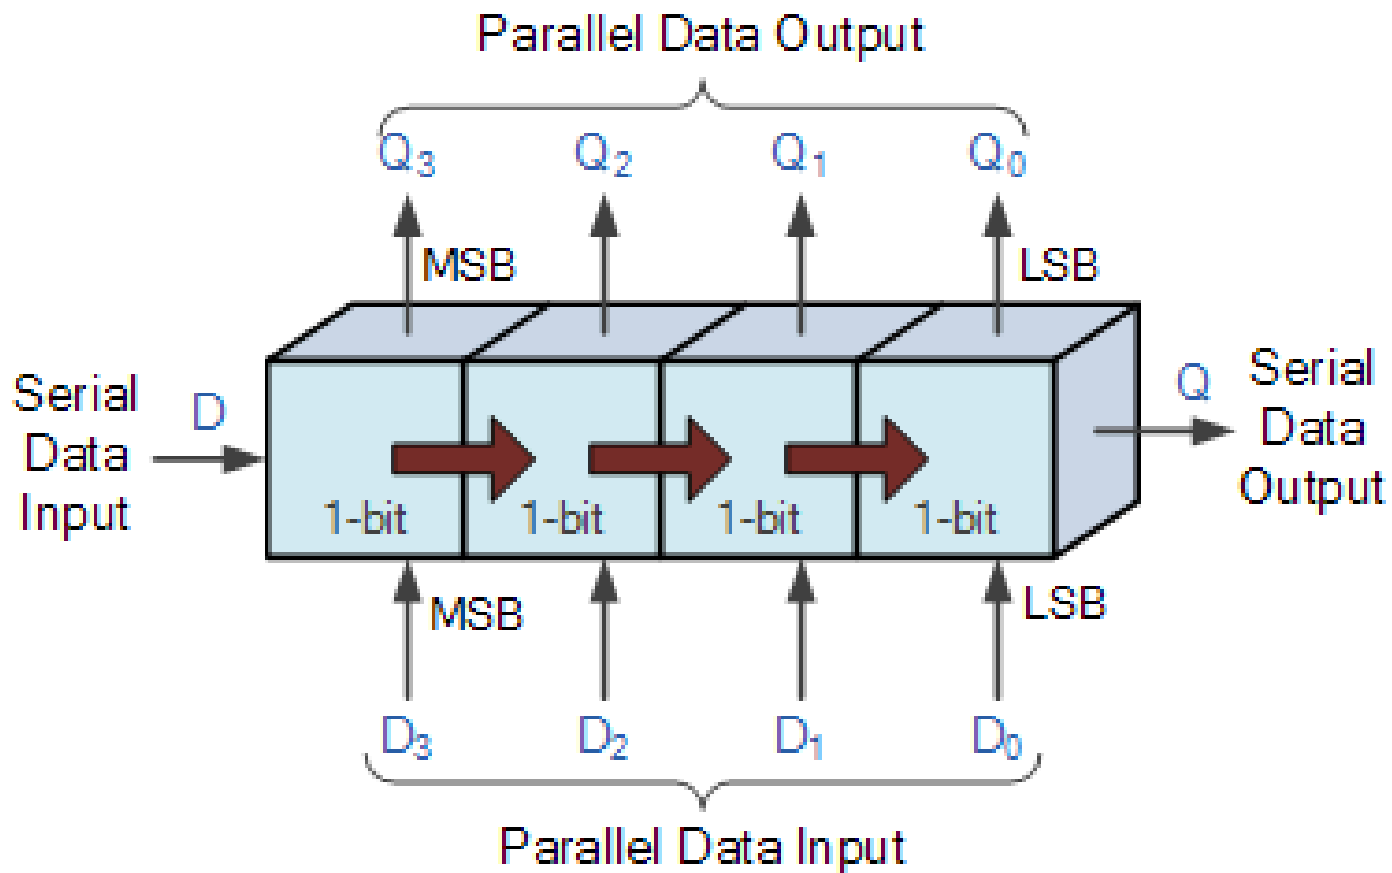 Parallel Data Output
Q3 Q2 Q1 Q0
MSB LSB
Serial
Data
Input
D
1-bit 1-bit 1-bit 1-bit
Q
Serial
Data
Output
MSB LSB
D3 D2 D1 D0
Parallel Data Input